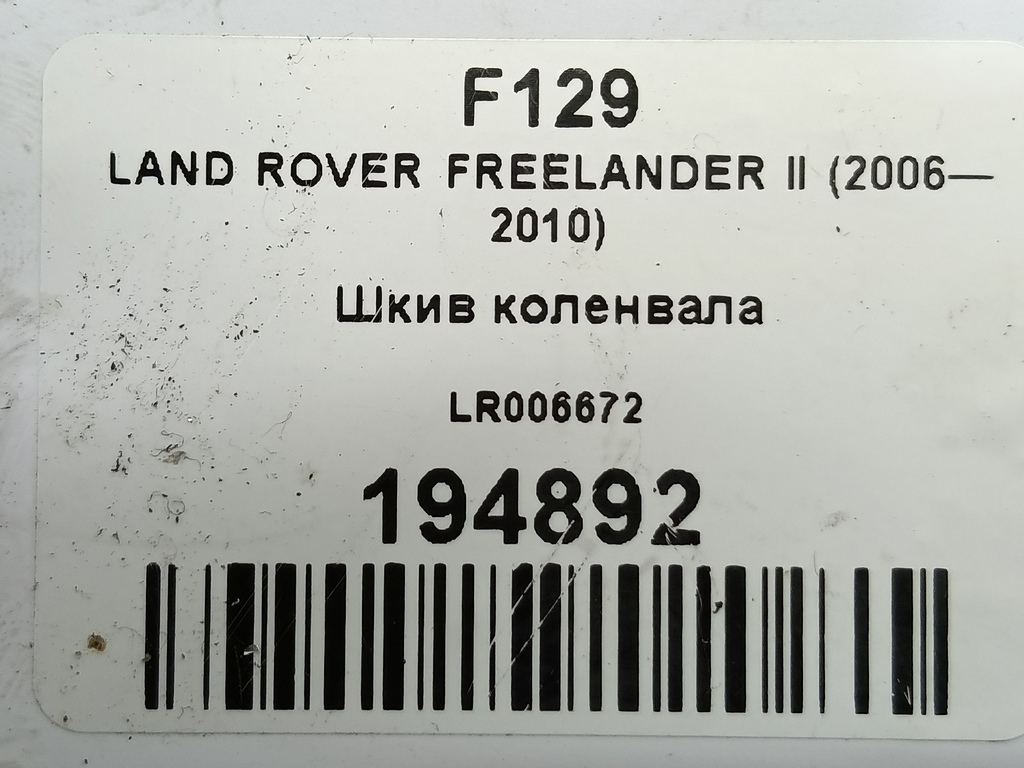 F129
LAND ROVER FREELANDER II (2006—
2010)
Шкив коленвала
LR006672
194892